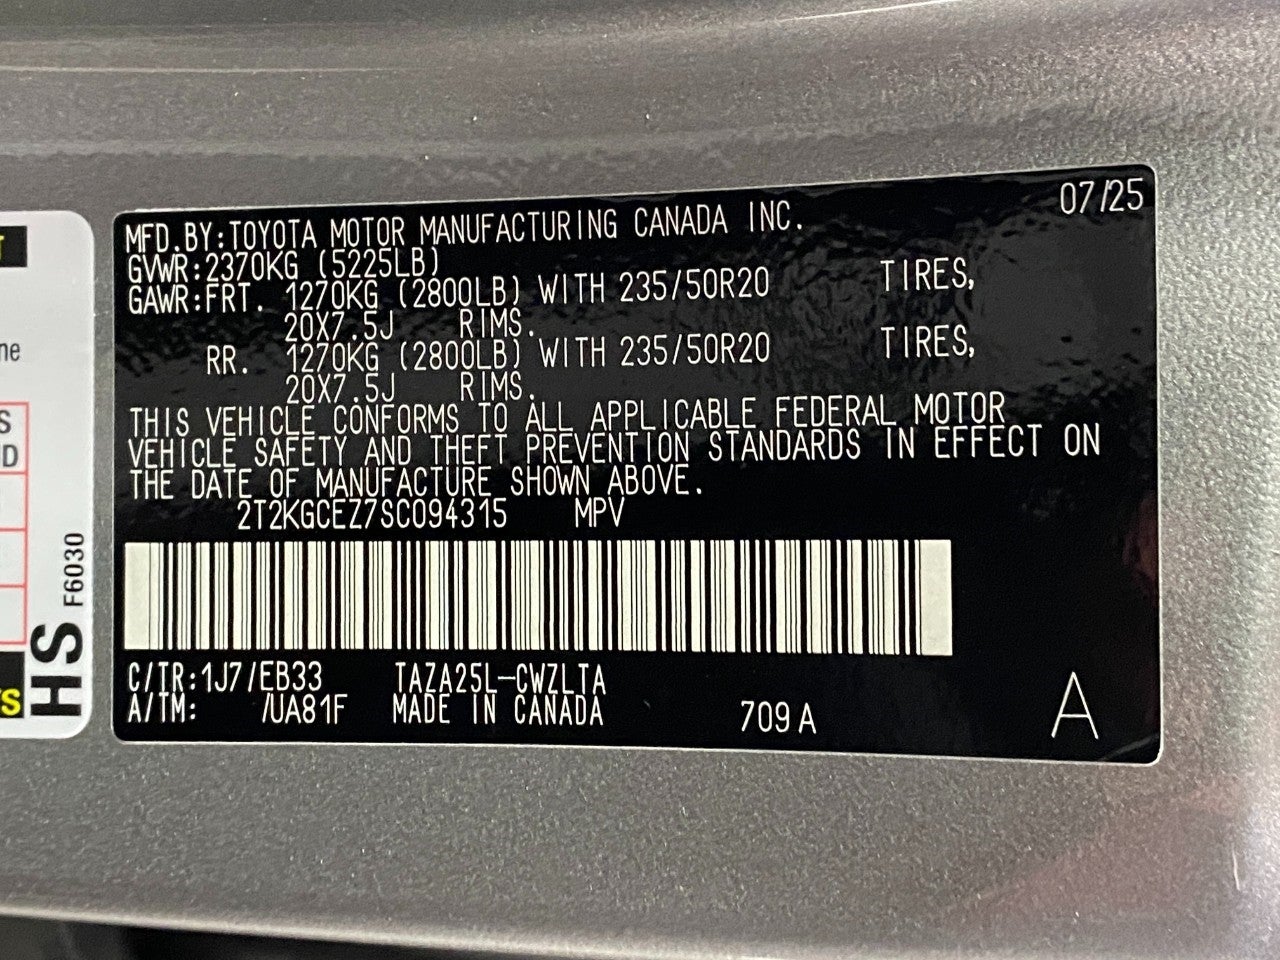 07/25
MFD.BY:TOYOTA MOTOR MANUFACTURING CANADA INC.
GVWR:2370KG (5225LB)
GAWR:FRT. 1270KG (2800LB) WITH 235/50R20 TIRES,
20X7.5J RIMS.
RR. 1270KG (2800LB) WITH 235/50R20 TIRES,
20X7.5J RIMS.
THIS VEHICLE CONFORMS TO ALL APPLICABLE FEDERAL MOTOR
VEHICLE SAFETY AND THEFT PREVENTION STANDARDS IN EFFECT ON
THE DATE OF MANUFACTURE SHOWN ABOVE.
2T2KGCEZ7SC094315 MPV
C/TR:1J7/EB33 TAZA25L-CWZLTA
A/TM: /UA81F MADE IN CANADA 709A A
HS F6030